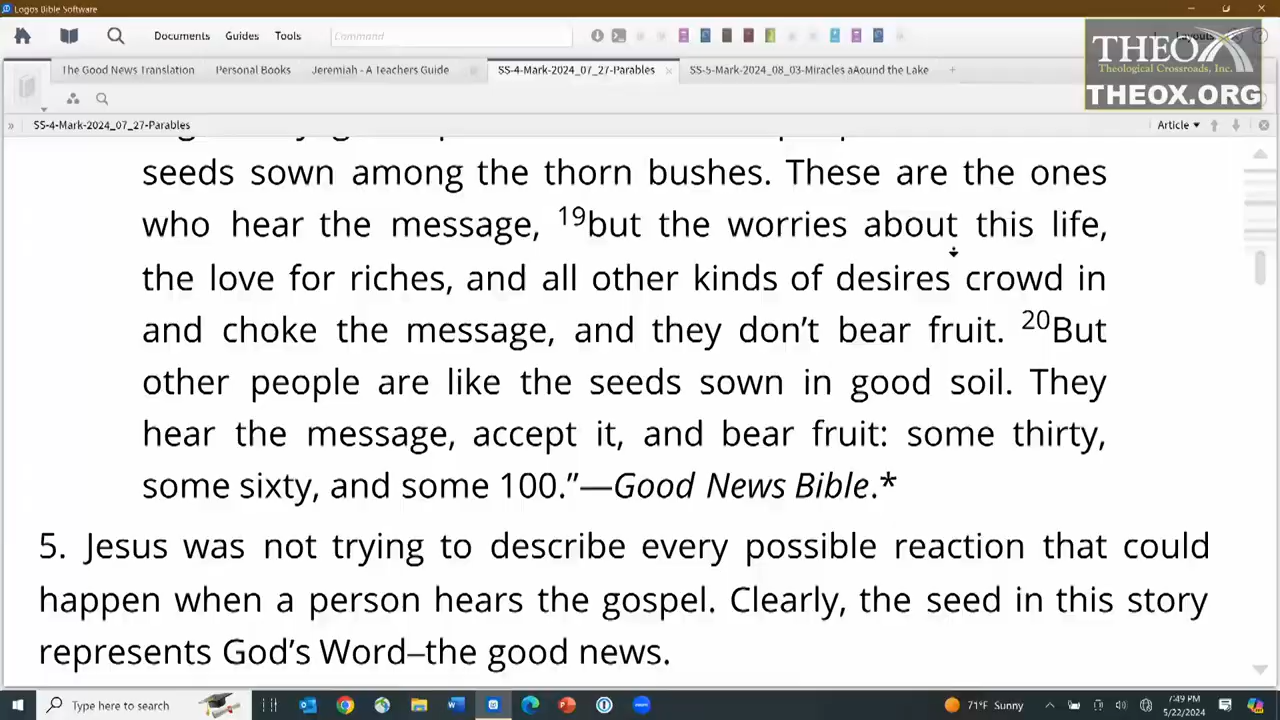 Logos Bible Software
Documents Guides Tools Command Layouts
THEOX
Theological Crossroads, Inc.
THEOX.ORG
The Good News Translation Personal Books Jeremiah - A Teachers Gui SS-4-Mark-2024_07_27-Parables SS-5-Mark-2024_08_03-Miracles aAound the Lake
SS-4-Mark-2024_07_27-Parables Article
seeds sown among the thorn bushes. These are the ones
who hear the message, 19but the worries about this life,
the love for riches, and all other kinds of desires crowd in
and choke the message, and they don’t bear fruit. 20But
other people are like the seeds sown in good soil. They
hear the message, accept it, and bear fruit: some thirty,
some sixty, and some 100.”—Good News Bible.*
5. Jesus was not trying to describe every possible reaction that could
happen when a person hears the gospel. Clearly, the seed in this story
represents God’s Word–the good news.
Type here to search 71°F Sunny 7:49 PM
5/22/2024